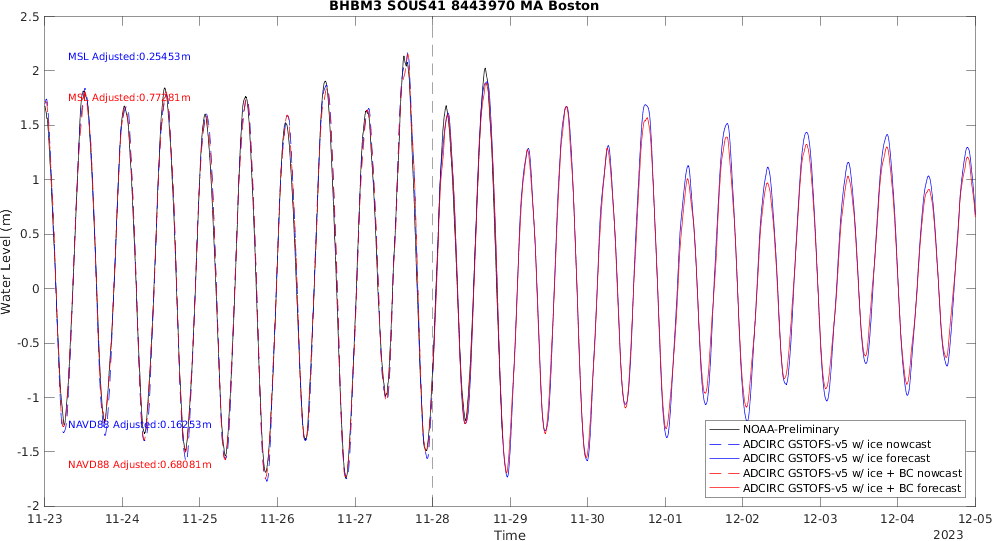 BHBM3 SOUS41 8443970 MA Boston
2.5
2
1.5
1
0.5
0
-0.5
-1
-1.5
-2
Water Level (m)
MSL Adjusted:0.25453m
MSL Adjusted:0.77281m
NAVD88 Adjusted:0.16253m
NAVD88 Adjusted:0.68081m
NOAA-Preliminary
ADCIRC GSTOFS-v5 w/ ice nowcast
ADCIRC GSTOFS-v5 w/ ice forecast
ADCIRC GSTOFS-v5 w/ ice + BC nowcast
ADCIRC GSTOFS-v5 w/ ice + BC forecast
11-23 11-24 11-25 11-26 11-27 11-28 11-29 11-30 12-01 12-02 12-03 12-04 12-05
Time
2023